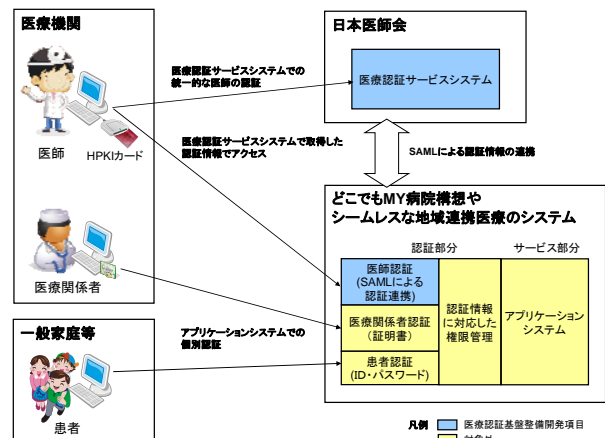 医療機関
日本医師会
医療認証サービスシステムでの
統一的な医師の認証
医療認証サービスシステム
医師
HPKIカード
医療認証サービスシステムで取得した
認証情報でアクセス
SAMLによる認証情報の連携
どこでもMY病院構想や
シームレスな地域連携医療のシステム
認証部分
サービス部分
医師認証
(SAMLによる
認証連携)
医療関係者
医療関係者認証
(証明書)
認証情報
に対応した
権限管理
アプリケーション
システム
一般家庭等
アプリケーションシステムでの
個別認証
患者認証
(ID・パスワード)
患者
凡例
医療認証基盤整備開発項目
対象外